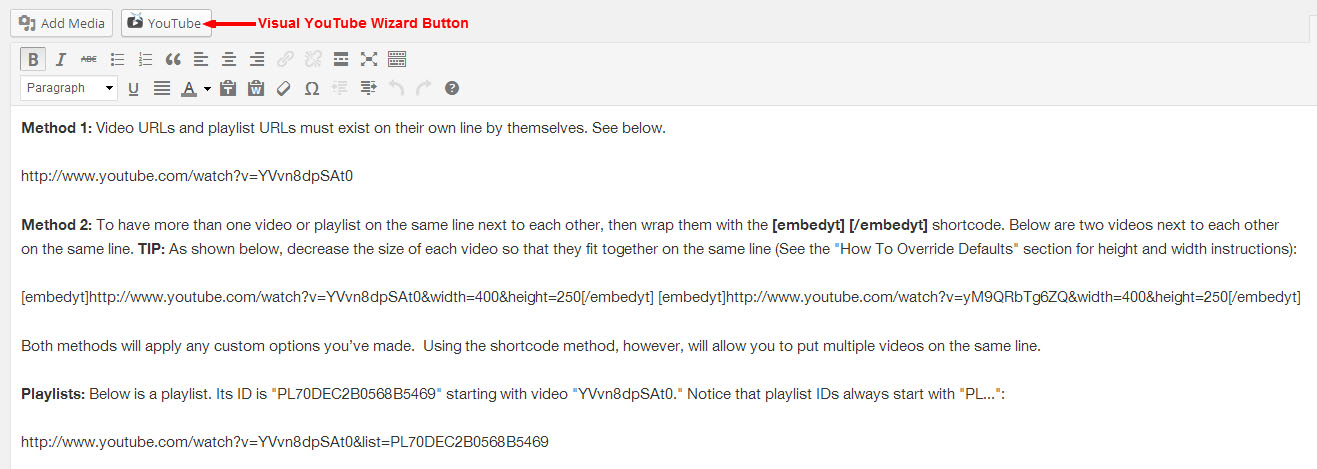 Add Media YouTube Visual YouTube Wizard Button
B I ABC
Paragraph U A T W Ω ?
Method 1: Video URLs and playlist URLs must exist on their own line by themselves. See below.
http://www.youtube.com/watch?v=YVvn8dpSAt0
Method 2: To have more than one video or playlist on the same line next to each other, then wrap them with the [embedyt] [/embedyt] shortcode. Below are two videos next to each other
on the same line. TIP: As shown below, decrease the size of each video so that they fit together on the same line (See the "How To Override Defaults" section for height and width instructions):
[embedyt]http://www.youtube.com/watch?v=YVvn8dpSAt0&width=400&height=250[/embedyt] [embedyt]http://www.youtube.com/watch?v=yM9QRbTg6ZQ&width=400&height=250[/embedyt]
Both methods will apply any custom options you've made.  Using the shortcode method, however, will allow you to put multiple videos on the same line.
Playlists: Below is a playlist. Its ID is "PL70DEC2B0568B5469" starting with video "YVvn8dpSAt0." Notice that playlist IDs always start with "PL...":
http://www.youtube.com/watch?v=YVvn8dpSAt0&list=PL70DEC2B0568B5469